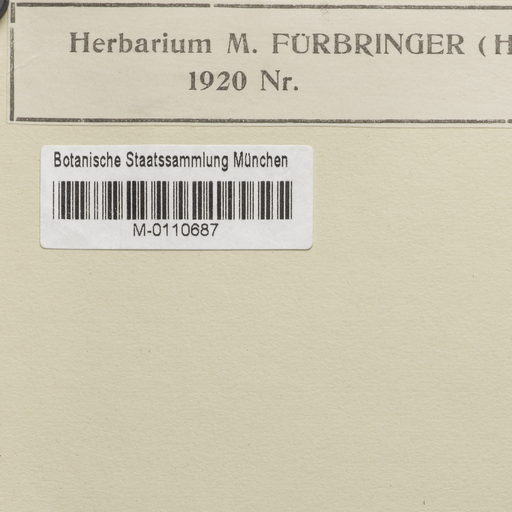 Herbarium M. FÜRBRINGER (H
1920 Nr.
Botanische Staatssammlung München
M-0110687